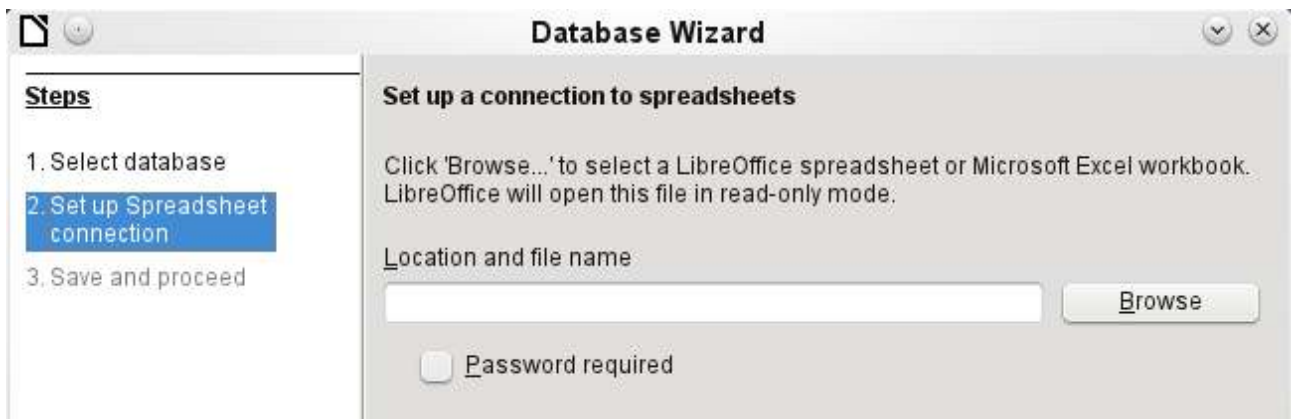 Database Wizard
Steps
1. Select database
2. Set up Spreadsheet
connection
3. Save and proceed
Set up a connection to spreadsheets
Click 'Browse...' to select a LibreOffice spreadsheet or Microsoft Excel workbook.
LibreOffice will open this file in read-only mode.
Location and file name
Browse
Password required